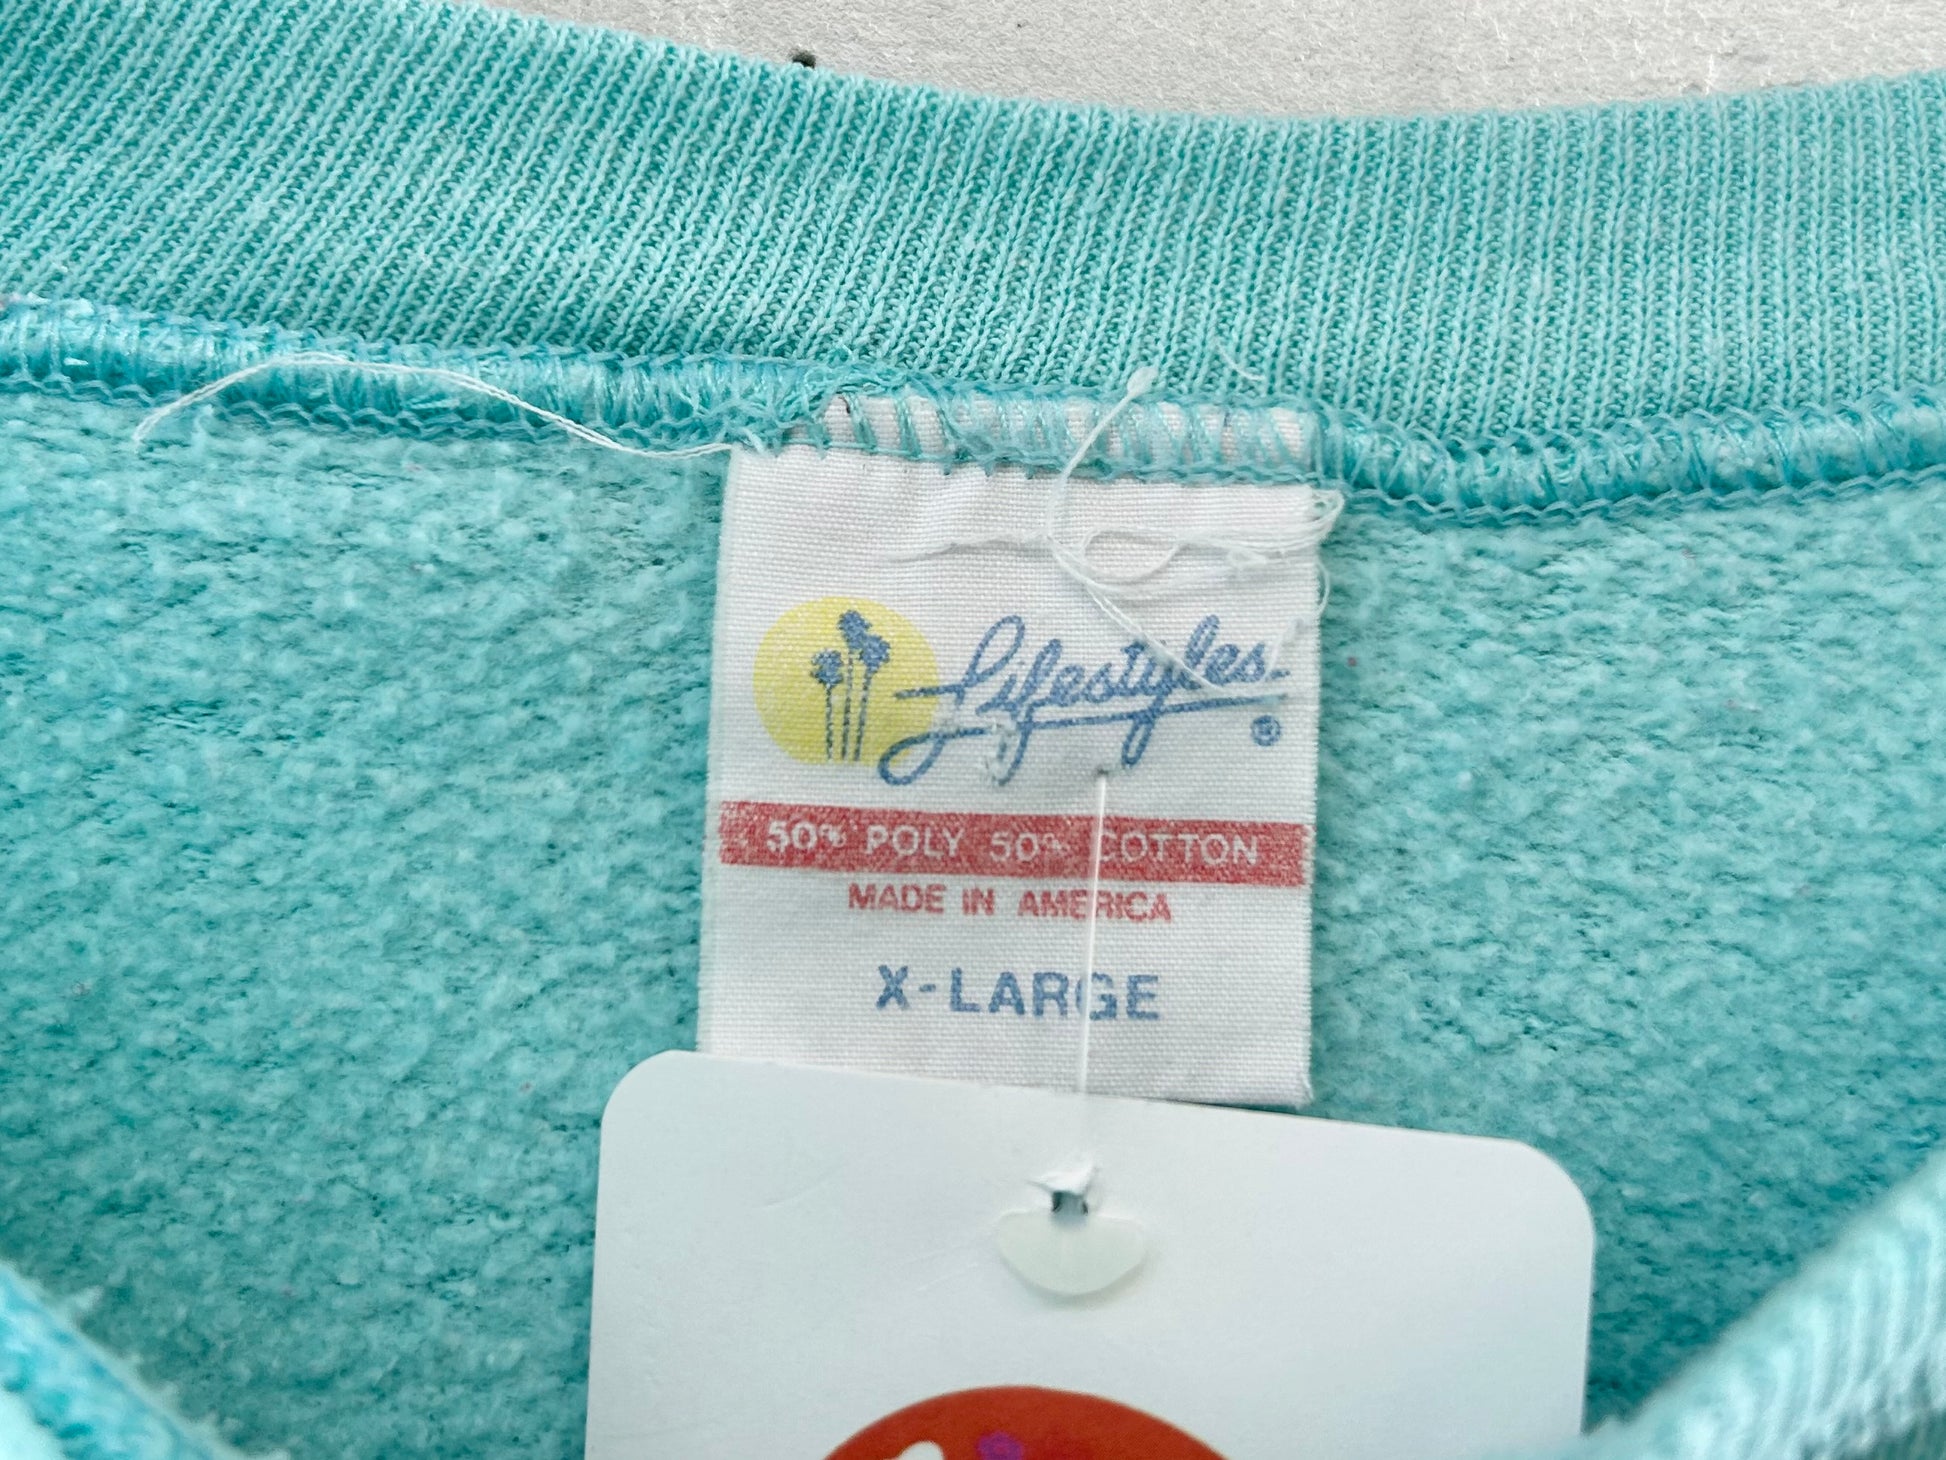 Lifestyles.
®
50% POLY 50% COTTON
MADE IN AMERICA
X-LARGE